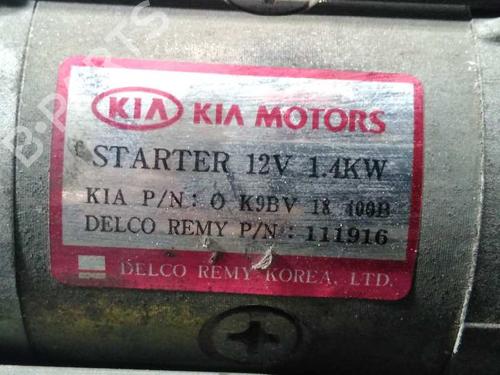 B-PARTS
KIA KIA MOTORS
STARTER 12V 1.4KW
KIA P/N: 0 K9BV 18 400B
DELCO REMY P/N: 111916
DELCO REMY KOREA, LTD.